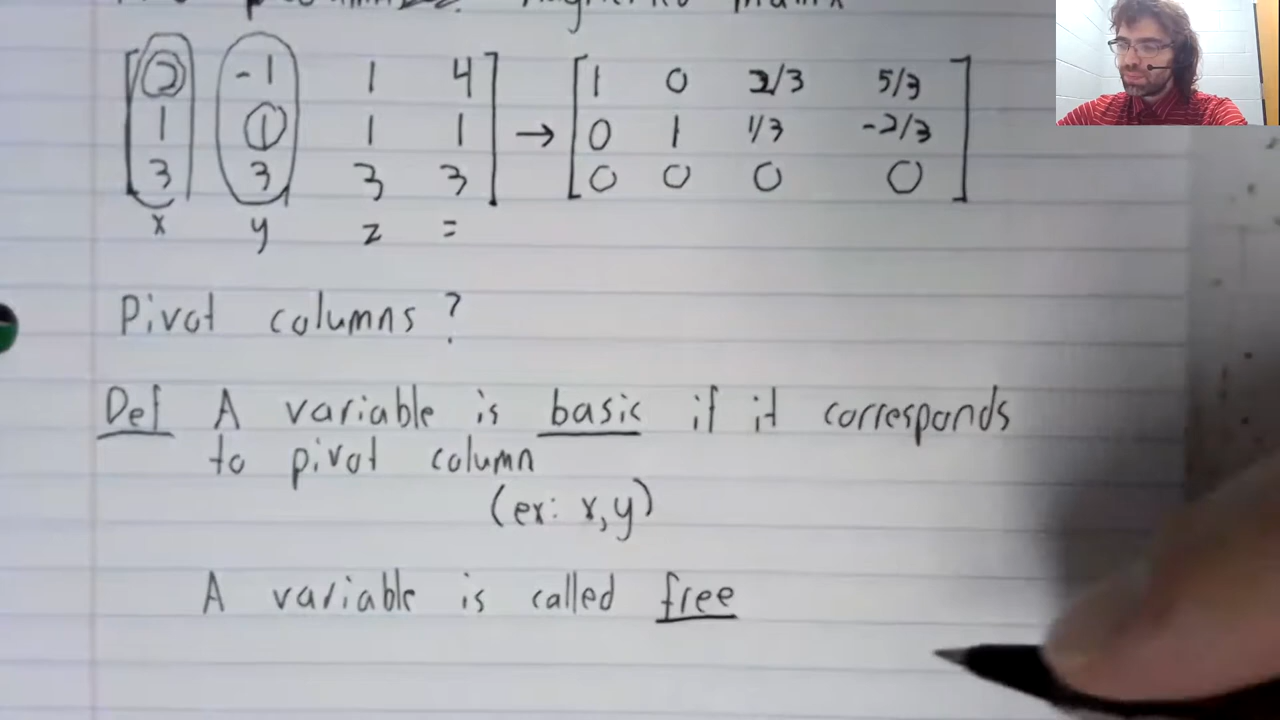 Augmented matrix
2 -1 1 4 → 1 0 2/3 5/3
1 1 1 1 0 1 1/3 -2/3
3 3 3 3 0 0 0 0
x y z =
Pivot columns?
Def A variable is basic if it corresponds
to pivot column
(ex: x, y)
A variable is called free